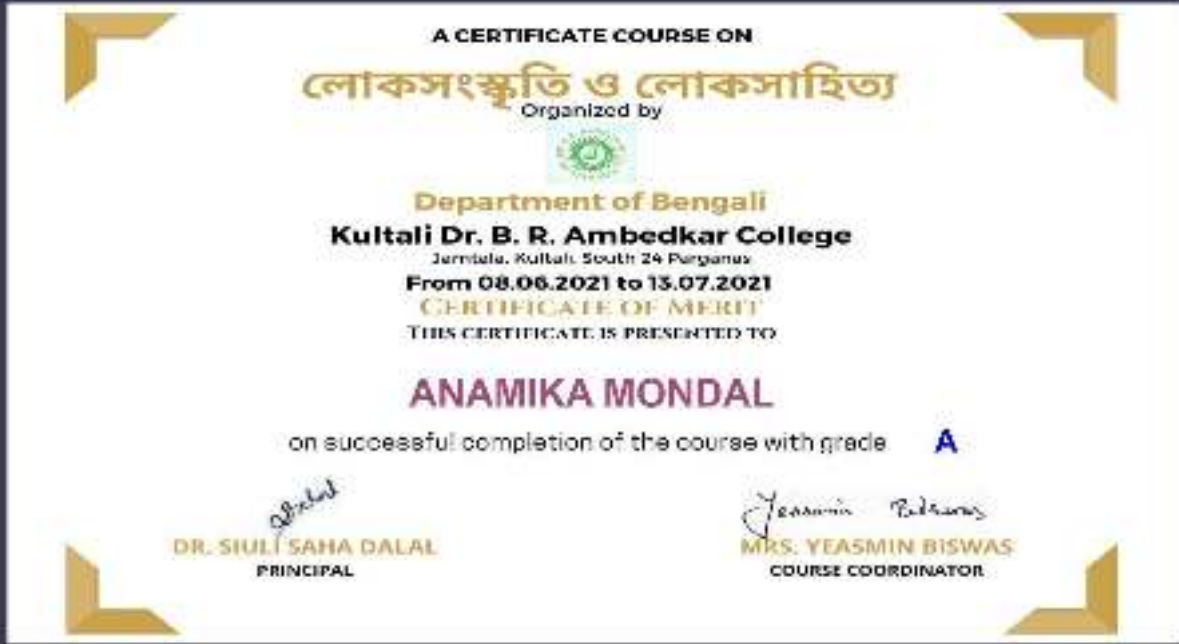 A CERTIFICATE COURSE ON
লোকসংস্কৃতি ও লোকসাহিত্য
Organized by
Department of Bengali
Kultali Dr. B. R. Ambedkar College
Jamtala, Kultali, South 24 Parganas
From 08.06.2021 to 13.07.2021
CERTIFICATE OF MERIT
THIS CERTIFICATE IS PRESENTED TO
ANAMIKA MONDAL
on successful completion of the course with grade A
Yeasmin Biswas
DR. SIULI SAHA DALAL
MRS. YEASMIN BISWAS
PRINCIPAL
COURSE COORDINATOR